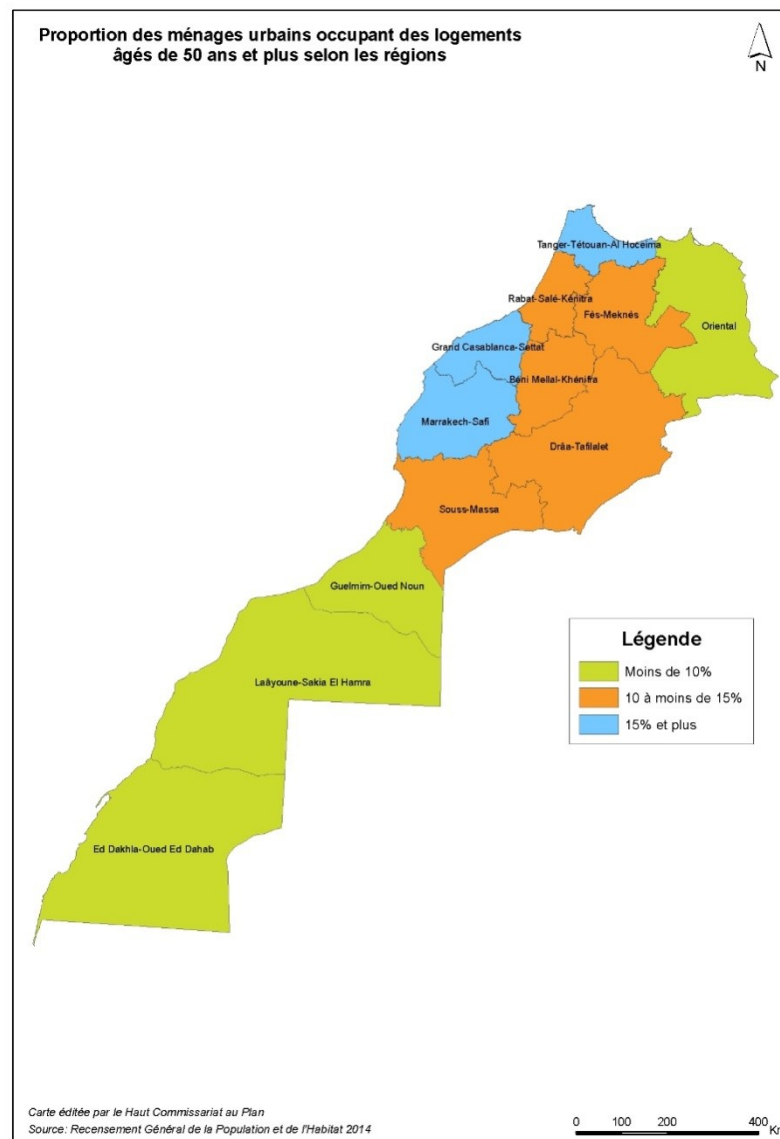 Proportion des ménages urbains occupant des logements
âgés de 50 ans et plus selon les régions
N
Tanger-Tétouan-Al Hoceima
Rabat-Salé-Kénitra
Fés-Meknés
Oriental
Grand Casablanca-Settat
Béni Mellal-Khénifra
Marrakech-Safi
Drâa-Tafilalet
Souss-Massa
Guelmim-Oued Noun
Laâyoune-Sakia El Hamra
Ed Dakhla-Oued Ed Dahab
Légende
Moins de 10%
10 à moins de 15%
15% et plus
Carte éditée par le Haut Commissariat au Plan
Source: Recensement Général de la Population et de l'Habitat 2014
0 100 200 400
Km